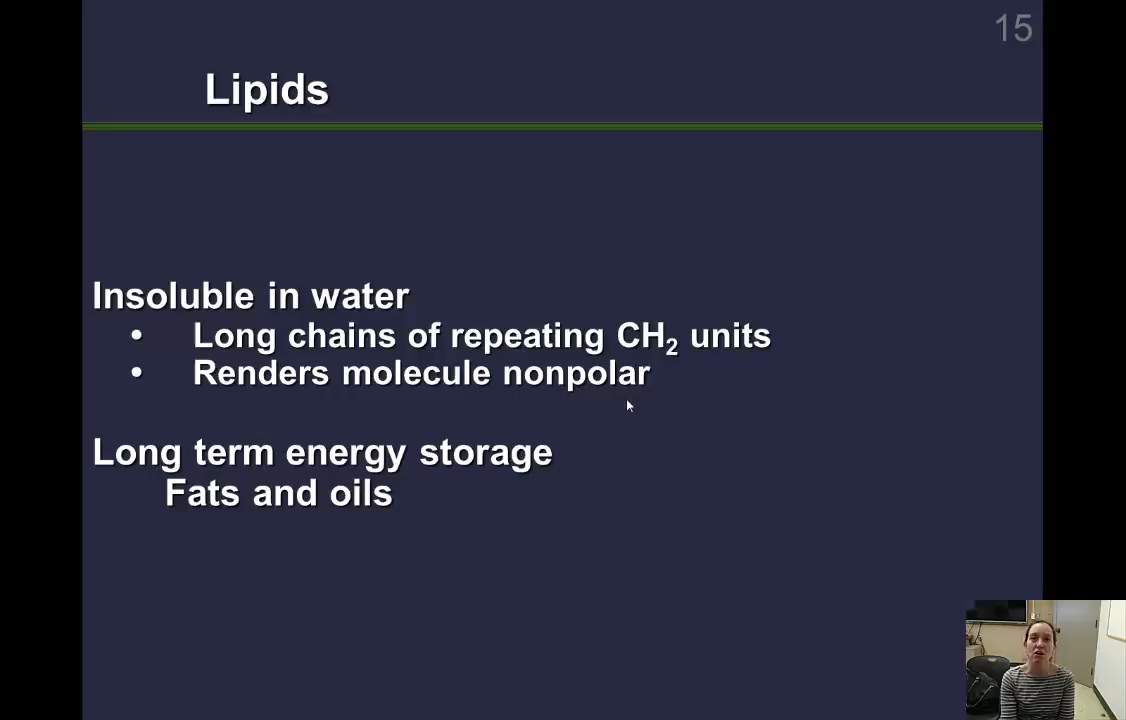 15
Lipids
Insoluble in water
• Long chains of repeating CH₂ units
• Renders molecule nonpolar
Long term energy storage
Fats and oils